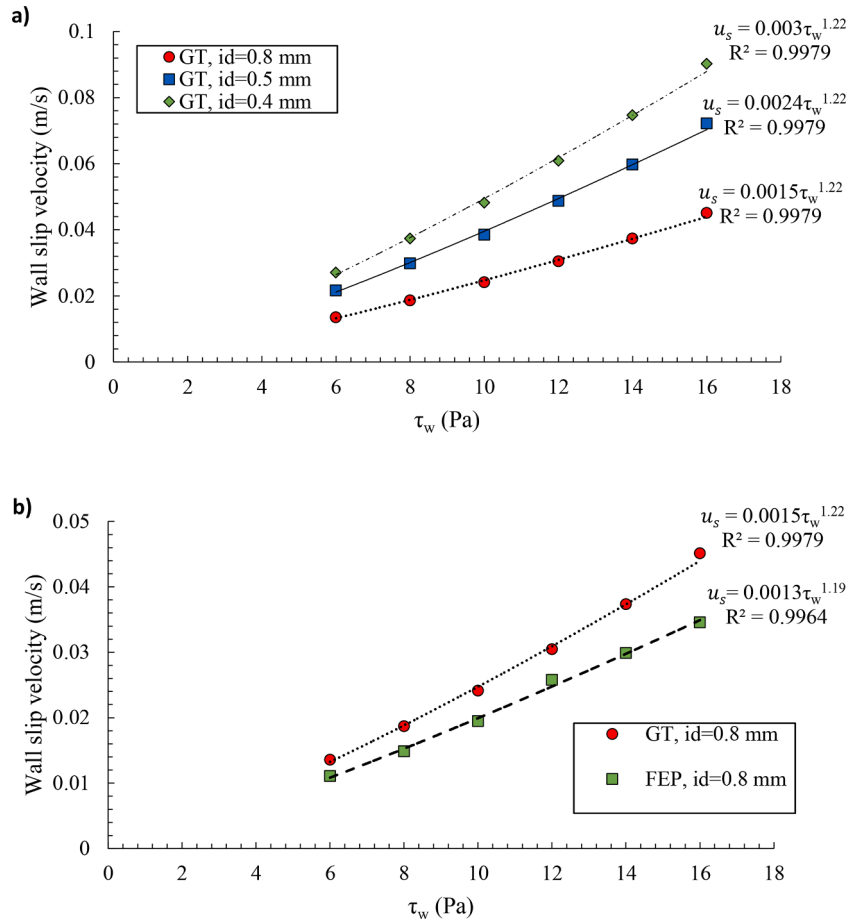 a)
u_s = 0.003τ_w^1.22
R² = 0.9979
GT, id=0.8 mm
GT, id=0.5 mm
GT, id=0.4 mm
u_s = 0.0024τ_w^1.22
R² = 0.9979
u_s = 0.0015τ_w^1.22
R² = 0.9979
Wall slip velocity (m/s)
0.1
0.08
0.06
0.04
0.02
0
0 2 4 6 8 10 12 14 16 18
τ_w (Pa)
b)
u_s = 0.0015τ_w^1.22
R² = 0.9979
u_s= 0.0013τ_w^1.19
R² = 0.9964
Wall slip velocity (m/s)
0.05
0.04
0.03
0.02
0.01
0
GT, id=0.8 mm
FEP, id=0.8 mm
0 2 4 6 8 10 12 14 16 18
τ_w (Pa)